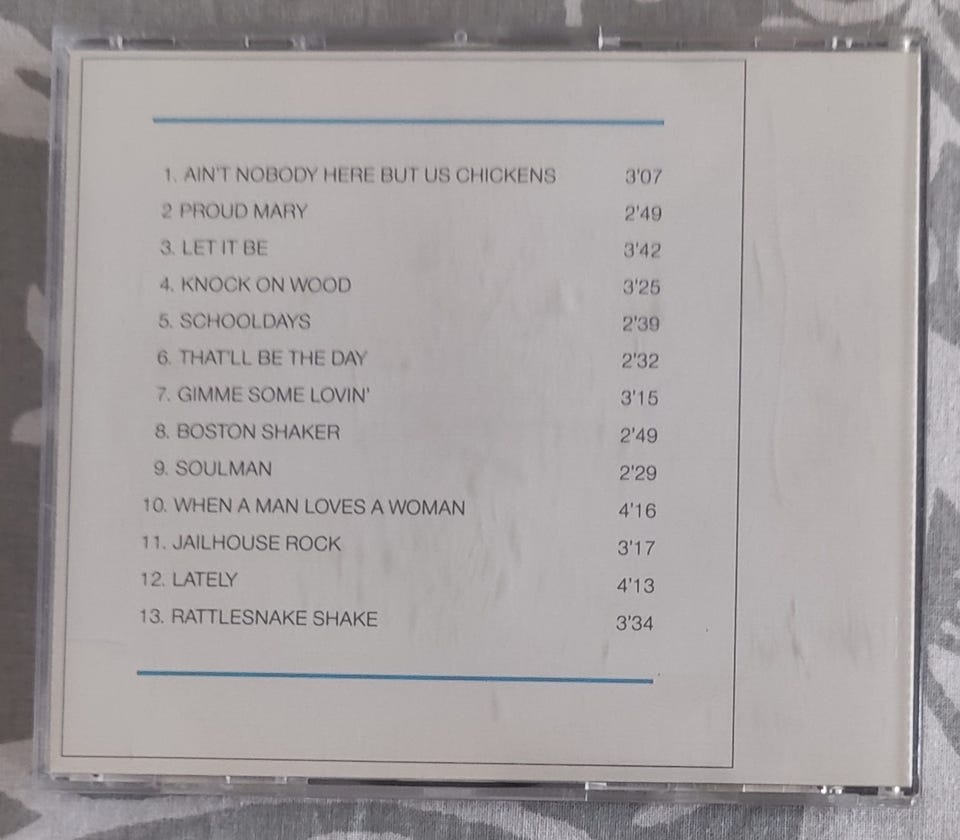 1. AIN'T NOBODY HERE BUT US CHICKENS 3'07
2 PROUD MARY 2'49
3. LET IT BE 3'42
4. KNOCK ON WOOD 3'25
5. SCHOOLDAYS 2'39
6. THAT'LL BE THE DAY 2'32
7. GIMME SOME LOVIN' 3'15
8. BOSTON SHAKER 2'49
9. SOULMAN 2'29
10. WHEN A MAN LOVES A WOMAN 4'16
11. JAILHOUSE ROCK 3'17
12. LATELY 4'13
13. RATTLESNAKE SHAKE 3'34